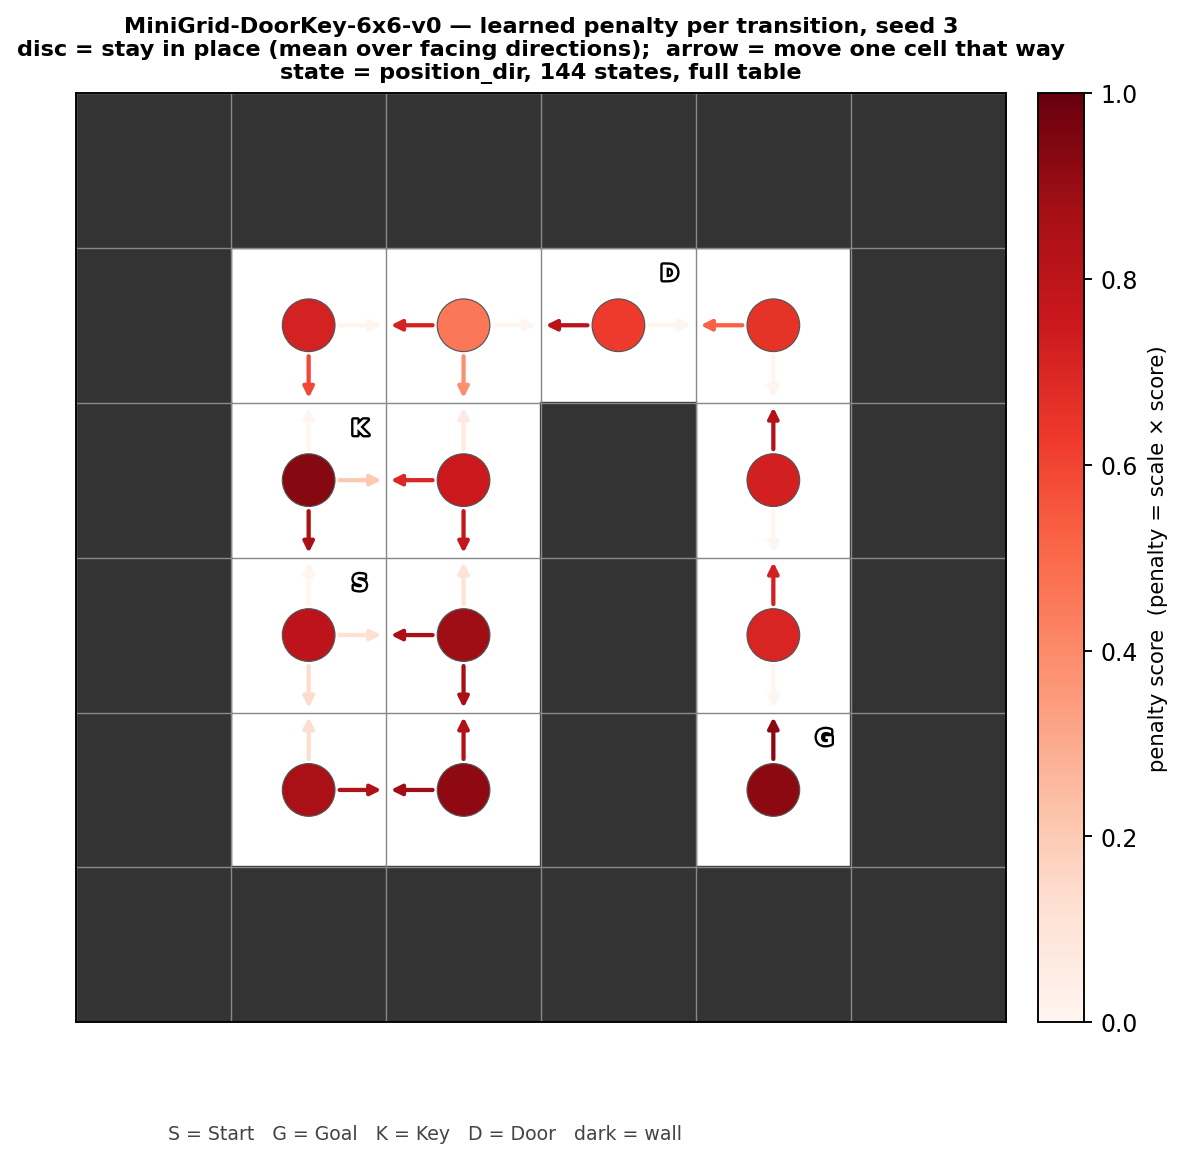 MiniGrid-DoorKey-6x6-v0 — learned penalty per transition, seed 3
disc = stay in place (mean over facing directions);  arrow = move one cell that way
state = position_dir, 144 states, full table
D
K
S
G
1.0
0.8
0.6
0.4
0.2
0.0
penalty score  (penalty = scale × score)
S = Start   G = Goal   K = Key   D = Door   dark = wall